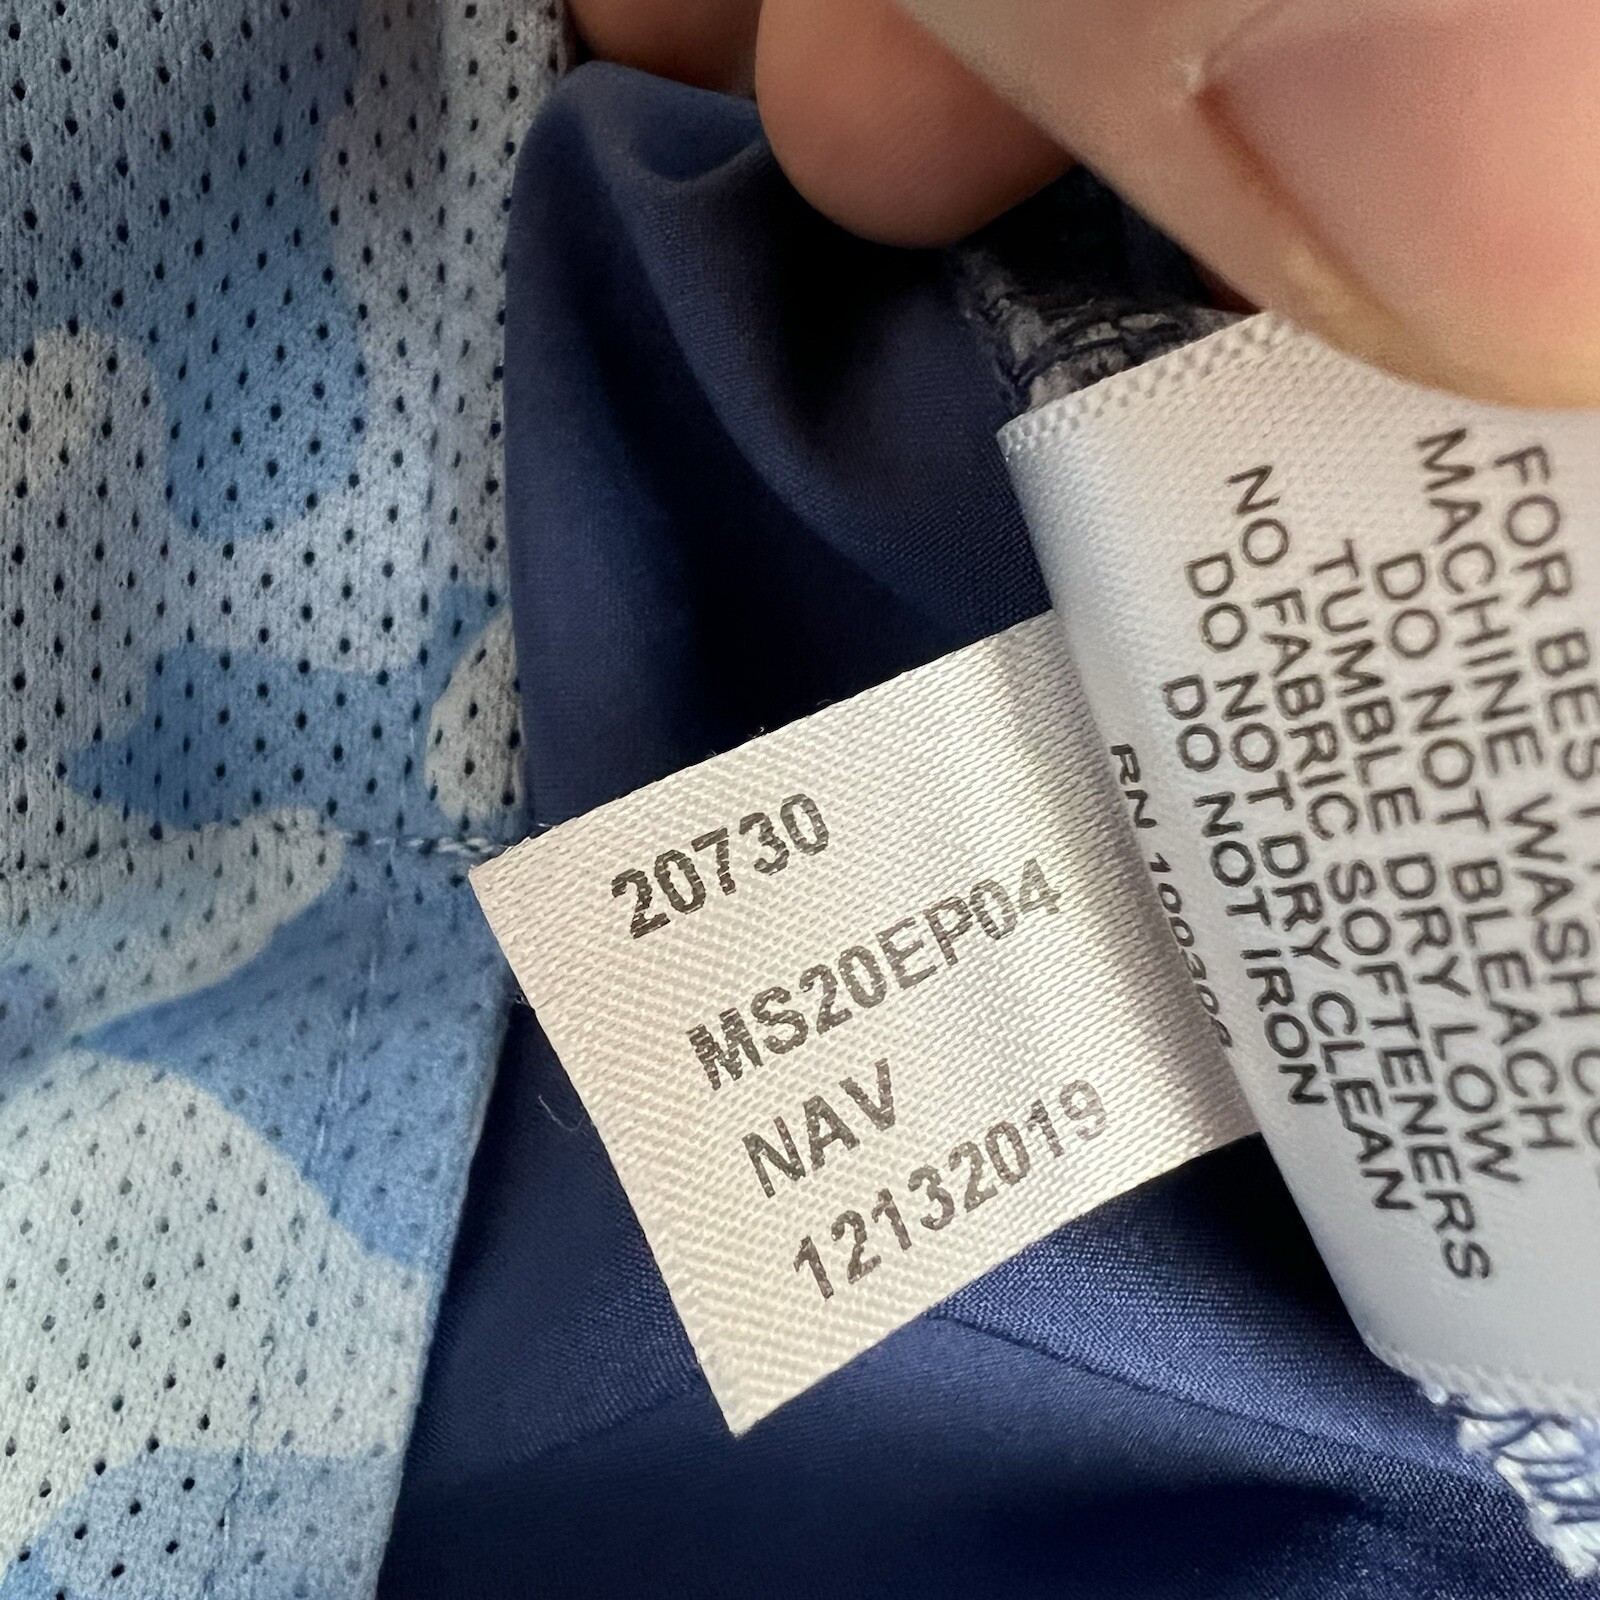 20730
MS20EP04
NAV
12132019
FOR BEST
MACHINE WASH
DO NOT BLEACH
TUMBLE DRY LOW
NO FABRIC SOFTENERS
DO NOT DRY CLEAN
DO NOT IRON
RN